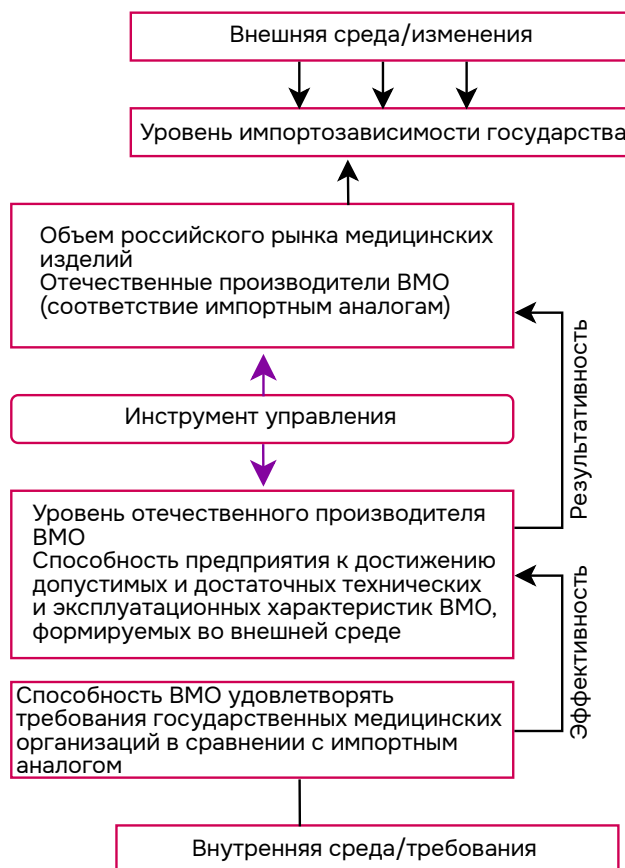 Внешняя среда/изменения
Уровень импортозависимости государства
Объем российского рынка медицинских
изделий
Отечественные производители ВМО
(соответствие импортным аналогам)
Результативность
Инструмент управления
Уровень отечественного производителя
ВМО
Способность предприятия к достижению
допустимых и достаточных технических
и эксплуатационных характеристик ВМО,
формируемых во внешней среде
Эффективность
Способность ВМО удовлетворять
требования государственных медицинских
организаций в сравнении с импортным
аналогом
Внутренняя среда/требования